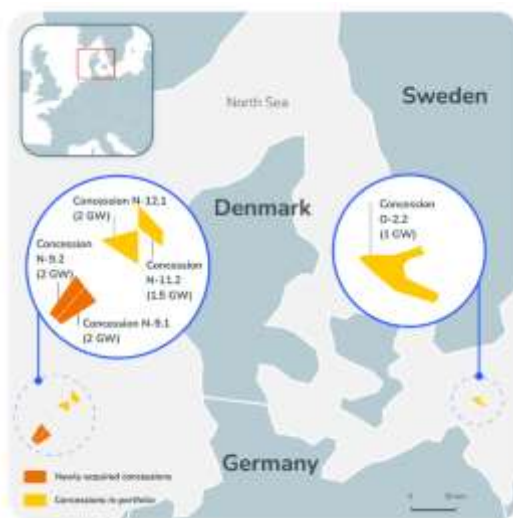 North Sea
Sweden
Denmark
Concession N-12.1
(2 GW)
Concession
N-9.2
(2 GW)
Concession
N-11.2
(1.5 GW)
Concession N-9.1
(2 GW)
Concession
O-2.2
(1 GW)
Germany
Newly acquired concessions
Concessions in portfolio
0